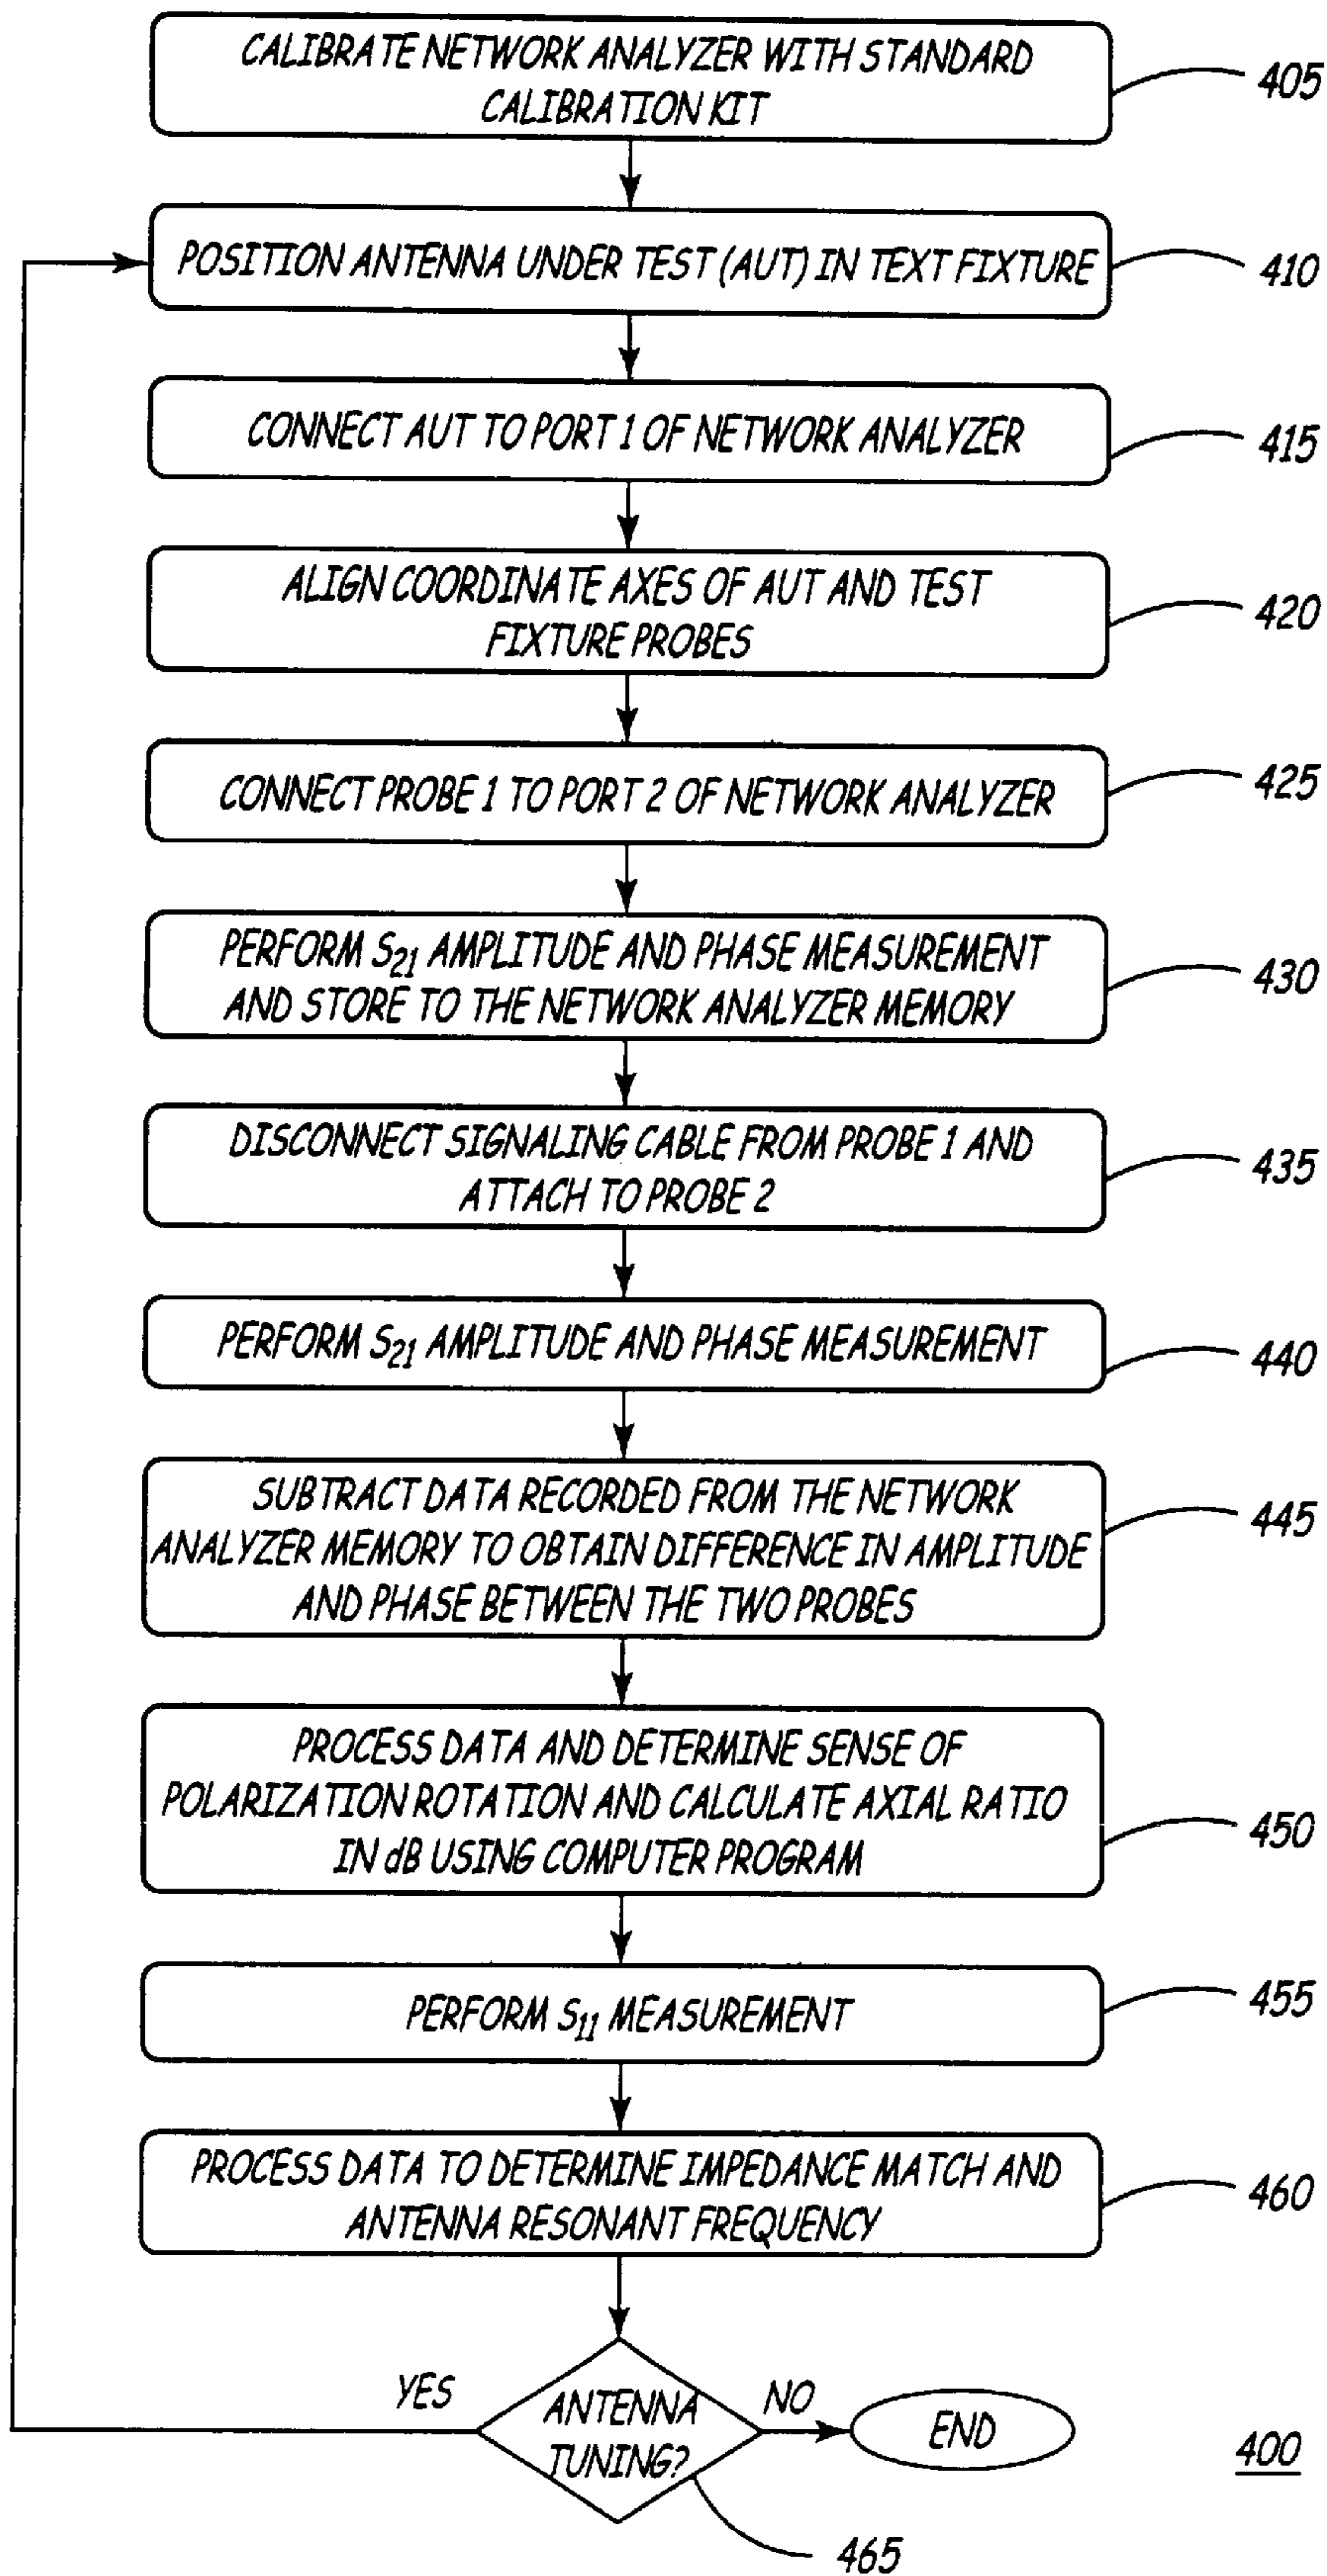 CALIBRATE NETWORK ANALYZER WITH STANDARD
CALIBRATION KIT
405
POSITION ANTENNA UNDER TEST (AUT) IN TEXT FIXTURE
410
CONNECT AUT TO PORT 1 OF NETWORK ANALYZER
415
ALIGN COORDINATE AXES OF AUT AND TEST
FIXTURE PROBES
420
CONNECT PROBE 1 TO PORT 2 OF NETWORK ANALYZER
425
PERFORM S21 AMPLITUDE AND PHASE MEASUREMENT
AND STORE TO THE NETWORK ANALYZER MEMORY
430
DISCONNECT SIGNALING CABLE FROM PROBE 1 AND
ATTACH TO PROBE 2
435
PERFORM S21 AMPLITUDE AND PHASE MEASUREMENT
440
SUBTRACT DATA RECORDED FROM THE NETWORK
ANALYZER MEMORY TO OBTAIN DIFFERENCE IN AMPLITUDE
AND PHASE BETWEEN THE TWO PROBES
445
PROCESS DATA AND DETERMINE SENSE OF
POLARIZATION ROTATION AND CALCULATE AXIAL RATIO
IN dB USING COMPUTER PROGRAM
450
PERFORM S11 MEASUREMENT
455
PROCESS DATA TO DETERMINE IMPEDANCE MATCH AND
ANTENNA RESONANT FREQUENCY
460
YES
ANTENNA
TUNING?
NO
END
400
465